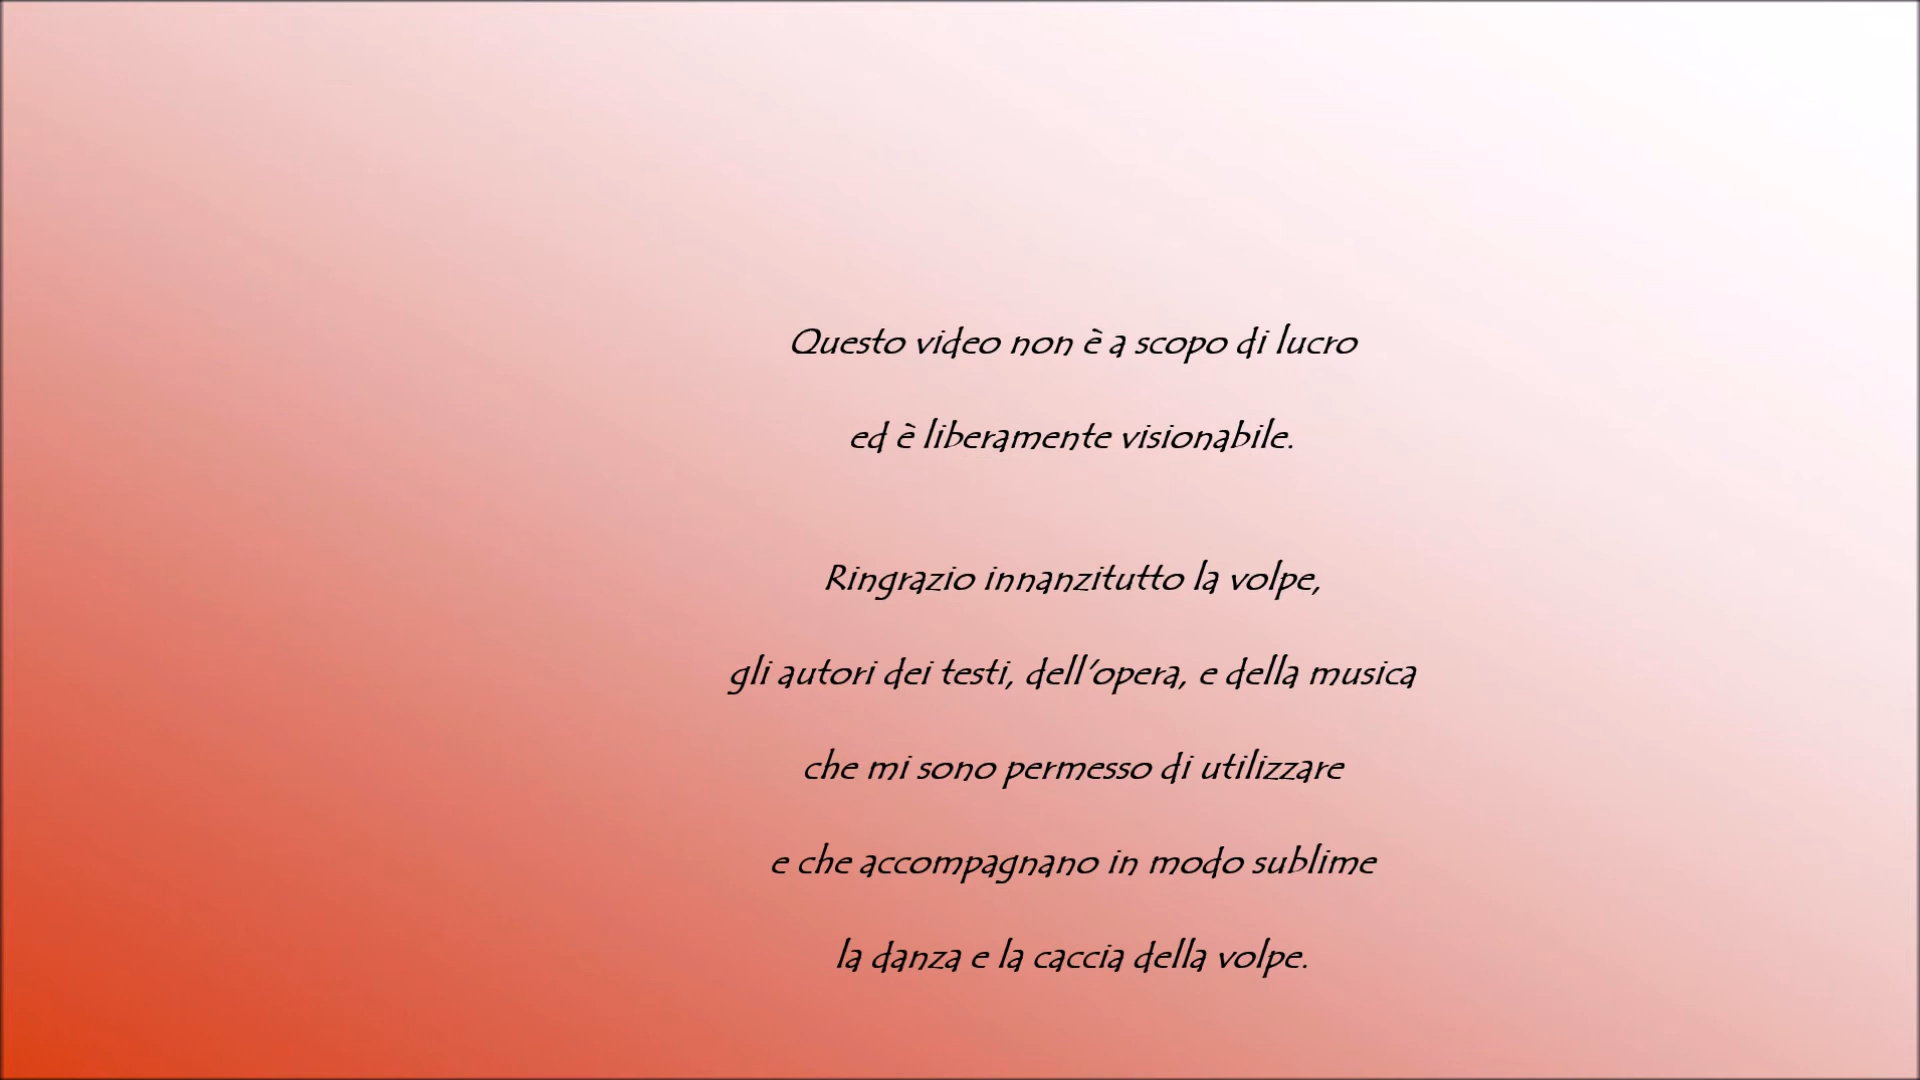 Questo video non è a scopo di lucro
ed è liberamente visionabile.
Ringrazio innanzitutto la volpe,
gli autori dei testi, dell'opera, e della musica
che mi sono permesso di utilizzare
e che accompagnano in modo sublime
la danza e la caccia della volpe.